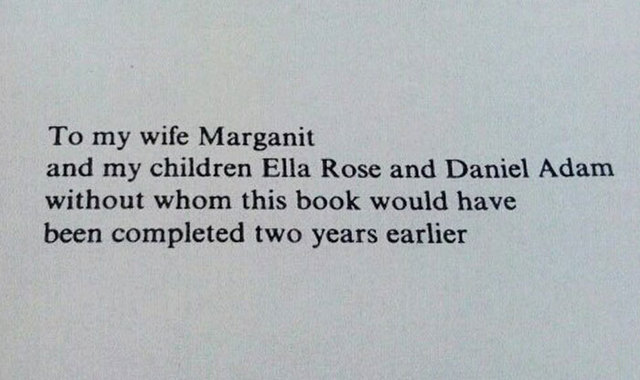 To my wife Marganit
and my children Ella Rose and Daniel Adam
without whom this book would have
been completed two years earlier